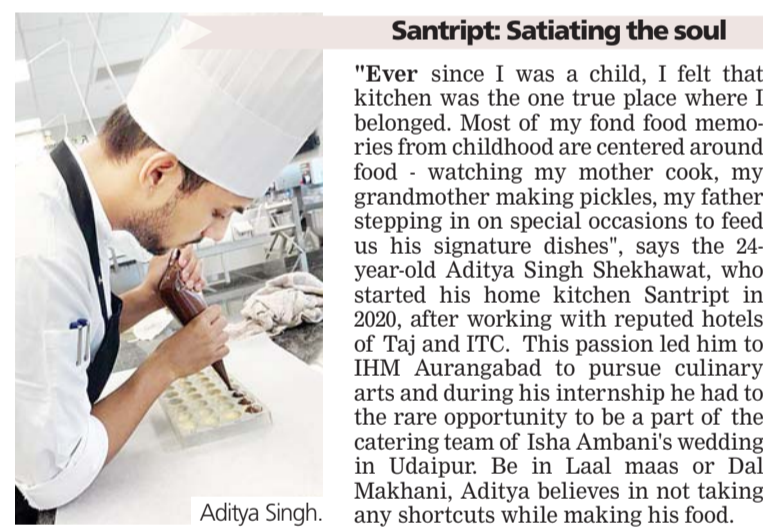 Santript: Satiating the soul
"Ever since I was a child, I felt that
kitchen was the one true place where I
belonged. Most of my fond food memo-
ries from childhood are centered around
food - watching my mother cook, my
grandmother making pickles, my father
stepping in on special occasions to feed
us his signature dishes", says the 24-
year-old Aditya Singh Shekhawat, who
started his home kitchen Santript in
2020, after working with reputed hotels
of Taj and ITC. This passion led him to
IHM Aurangabad to pursue culinary
arts and during his internship he had to
the rare opportunity to be a part of the
catering team of Isha Ambani's wedding
in Udaipur. Be in Laal maas or Dal
Makhani, Aditya believes in not taking
any shortcuts while making his food.
Aditya Singh.